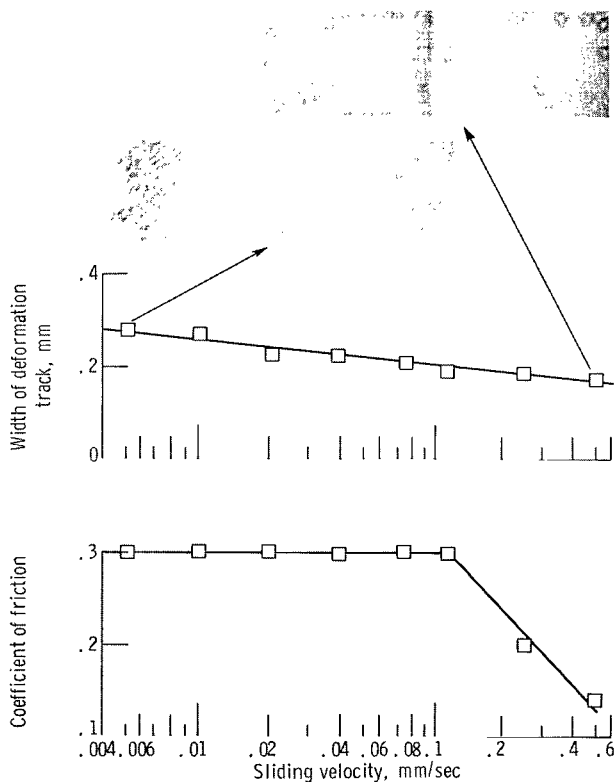 .4
.2
0
Width of deformation
track, mm
.3
.2
.1
Coefficient of friction
.004 .006 .01 .02 .04 .06 .08 .1 .2 .4 .6
Sliding velocity, mm/sec